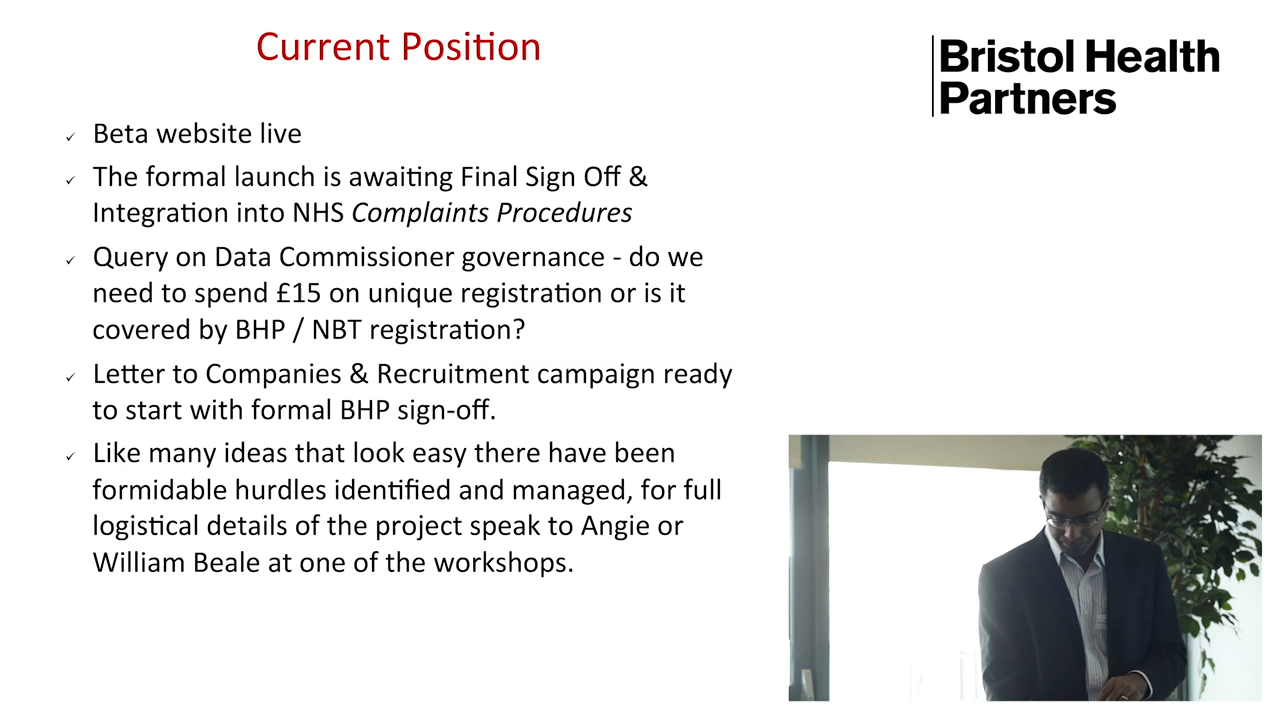 Current Position
Bristol Health
Partners
✓ Beta website live
✓ The formal launch is awaiting Final Sign Off &
Integration into NHS Complaints Procedures
✓ Query on Data Commissioner governance - do we
need to spend £15 on unique registration or is it
covered by BHP / NBT registration?
✓ Letter to Companies & Recruitment campaign ready
to start with formal BHP sign-off.
✓ Like many ideas that look easy there have been
formidable hurdles identified and managed, for full
logistical details of the project speak to Angie or
William Beale at one of the workshops.